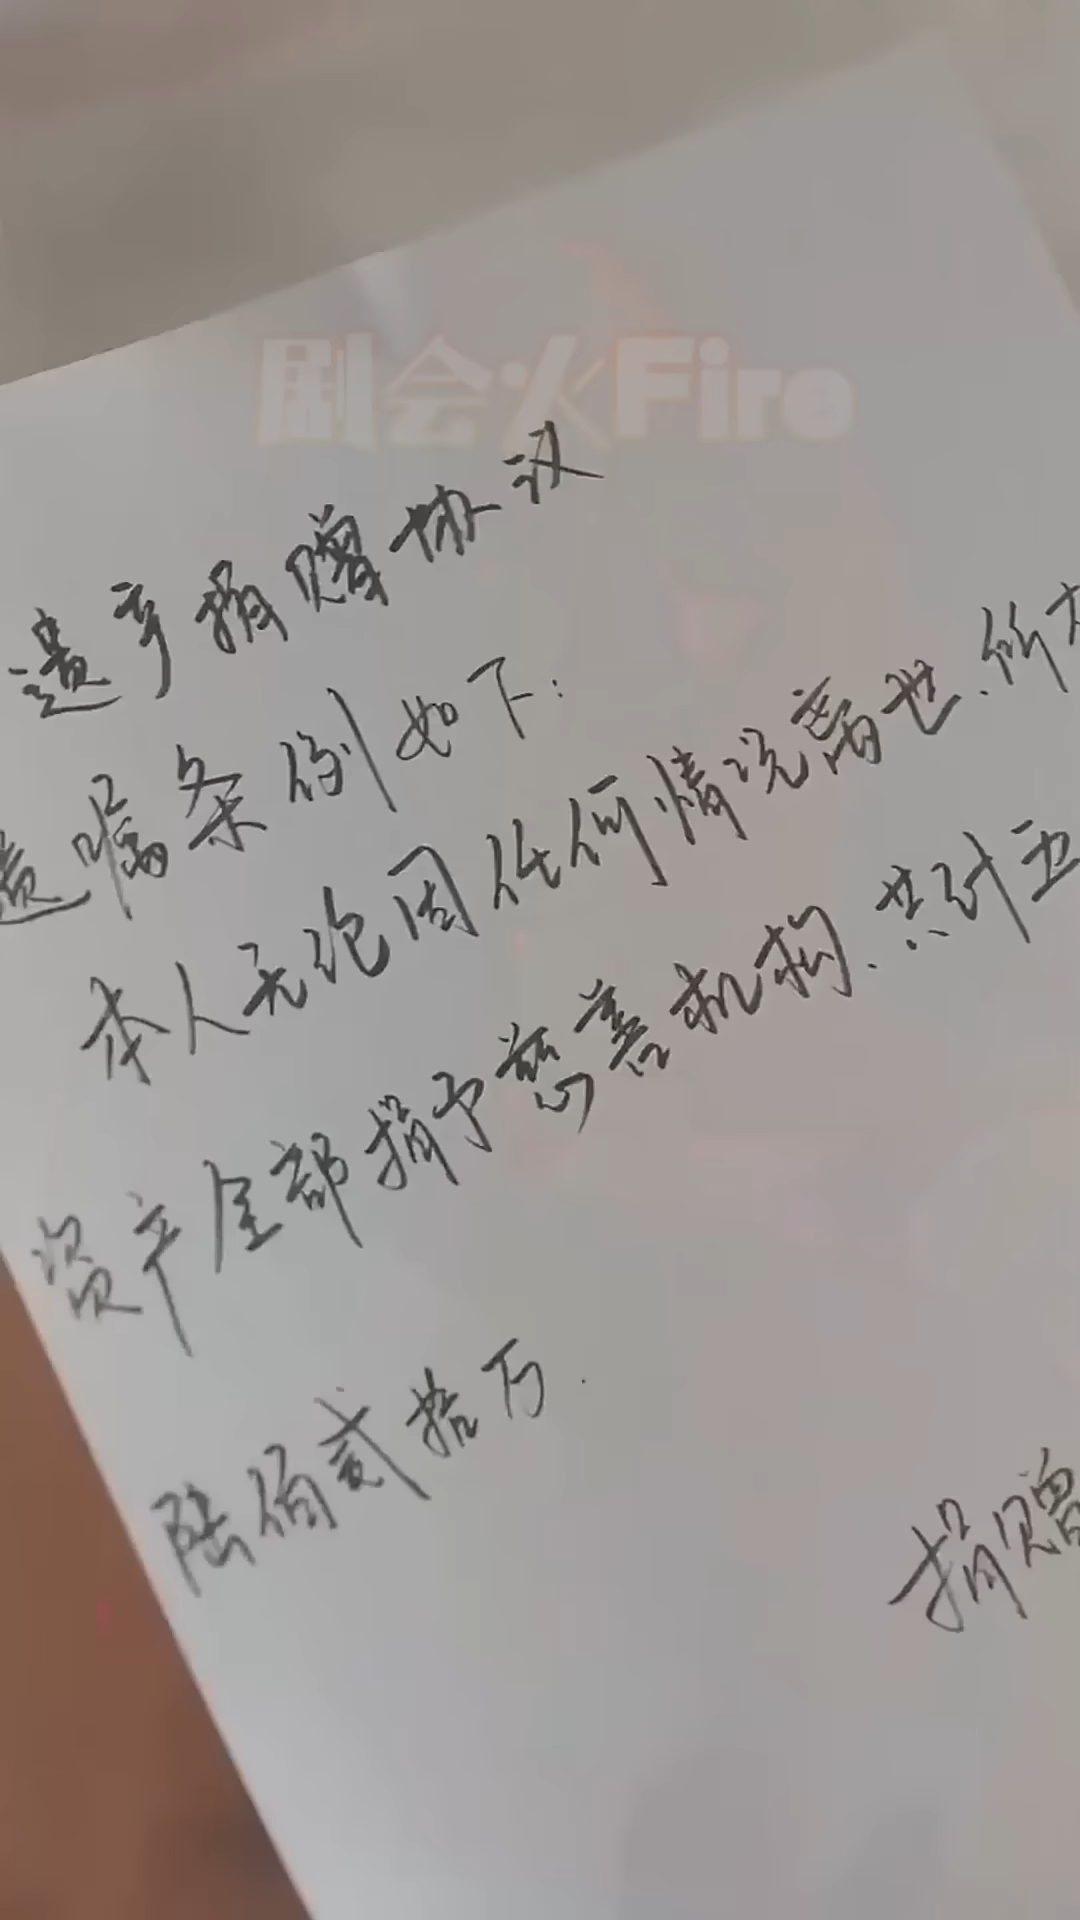 剧会火Fire
遗产捐赠协议
遗嘱条例如下:
本人无论因任何情况离世、所有
资产全部捐予慈善机构、共计五
陆佰贰拾万.
捐赠